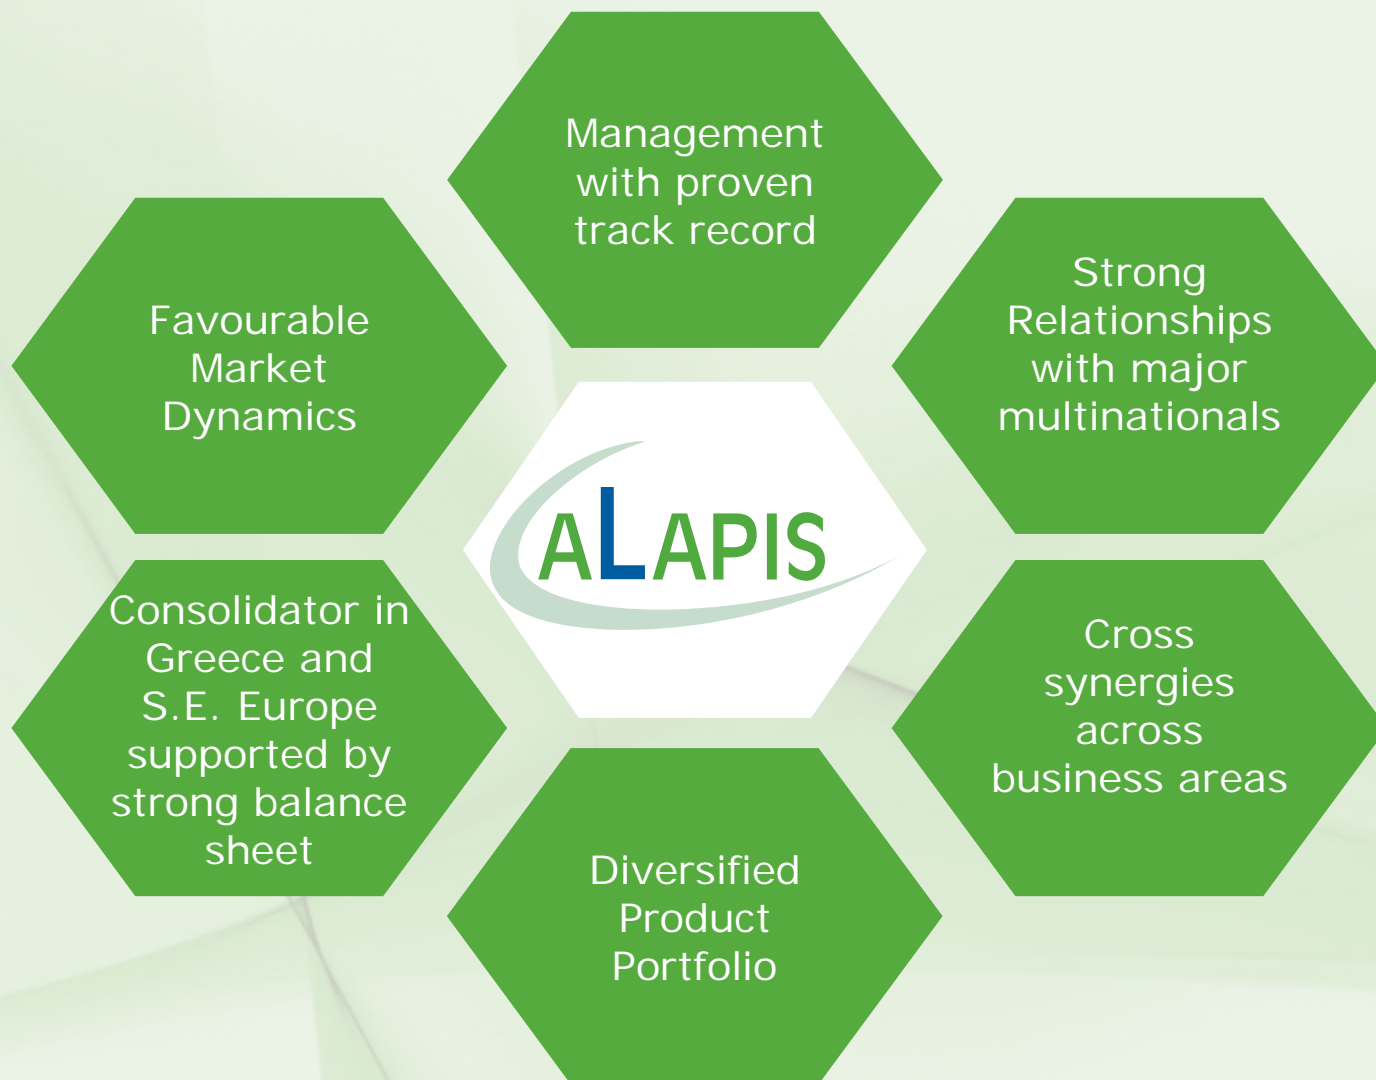 Management
with proven
track record
Strong
Relationships
with major
multinationals
Favourable
Market
Dynamics
ALAPIS
Consolidator in
Greece and
S.E. Europe
supported by
strong balance
sheet
Cross
synergies
across
business areas
Diversified
Product
Portfolio